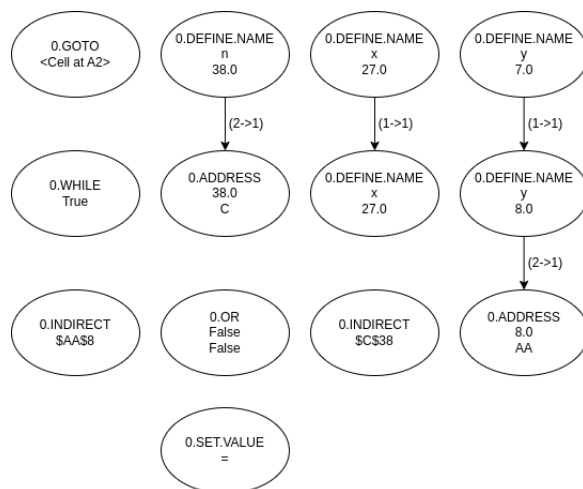 0.GOTO
<Cell at A2>
0.DEFINE.NAME
n
38.0
0.DEFINE.NAME
x
27.0
0.DEFINE.NAME
y
7.0
(2->1)
(1->1)
(1->1)
0.WHILE
True
0.ADDRESS
38.0
C
0.DEFINE.NAME
x
27.0
0.DEFINE.NAME
y
8.0
(2->1)
0.INDIRECT
$AA$8
0.OR
False
False
0.INDIRECT
$C$38
0.ADDRESS
8.0
AA
0.SET.VALUE
=